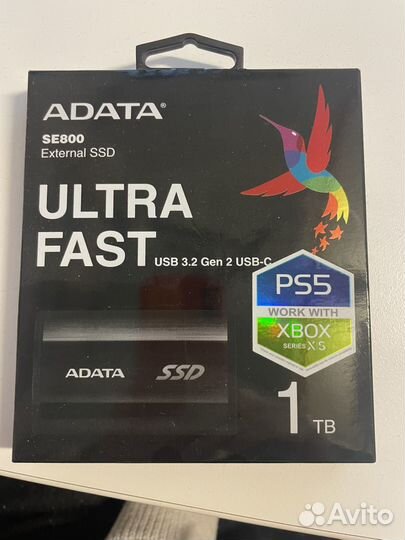 ADATA®
SE800
External SSD
ULTRA
FAST
USB 3.2 Gen 2 USB-C
PS5
WORK WITH
XBOX
SERIES X|S
ADATA SSD
1 TB
Avito